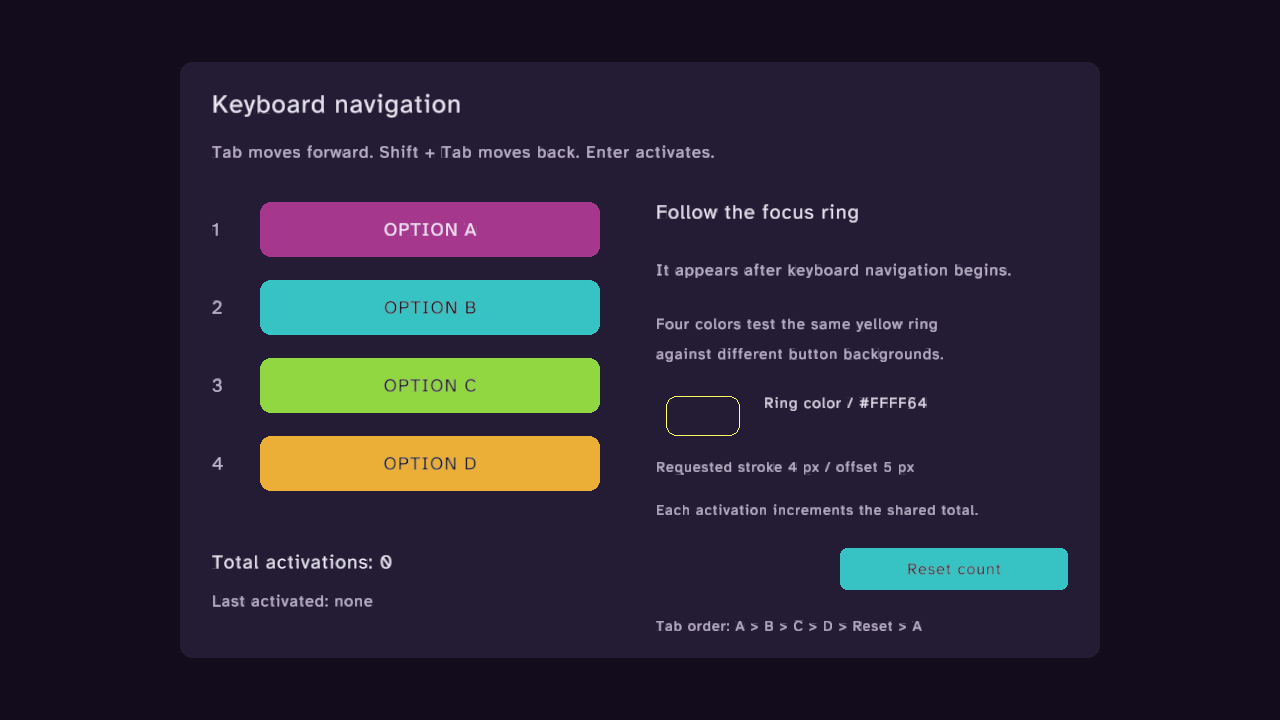 Keyboard navigation
Tab moves forward. Shift + Tab moves back. Enter activates.
1
OPTION A
2
OPTION B
3
OPTION C
4
OPTION D
Follow the focus ring
It appears after keyboard navigation begins.
Four colors test the same yellow ring
against different button backgrounds.
Ring color / #FFFF64
Requested stroke 4 px / offset 5 px
Each activation increments the shared total.
Total activations: 0
Last activated: none
Reset count
Tab order: A > B > C > D > Reset > A